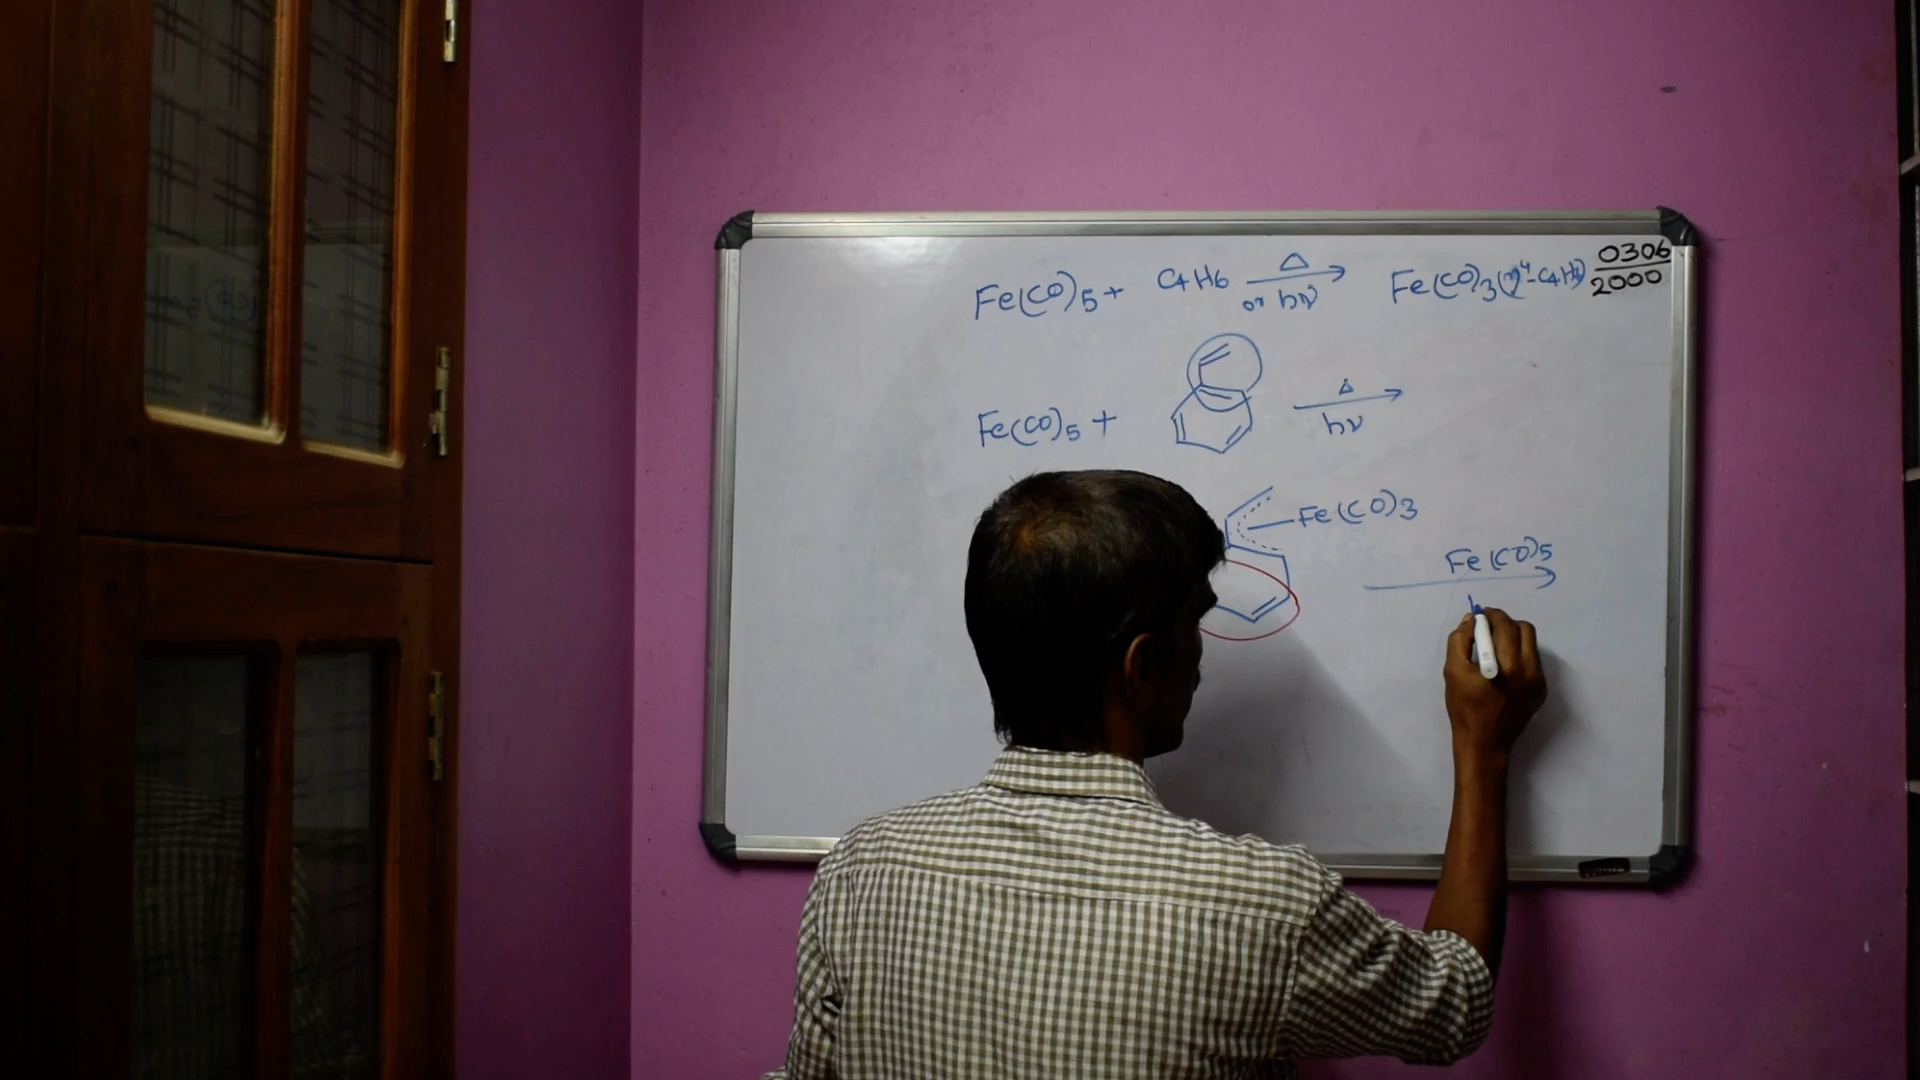 Fe(CO)5 + C4H6 Δ or hν Fe(CO)3(η4-C4H6)
0306
2000
Fe(CO)5 + Δ hν
Fe(CO)3
Fe(CO)5